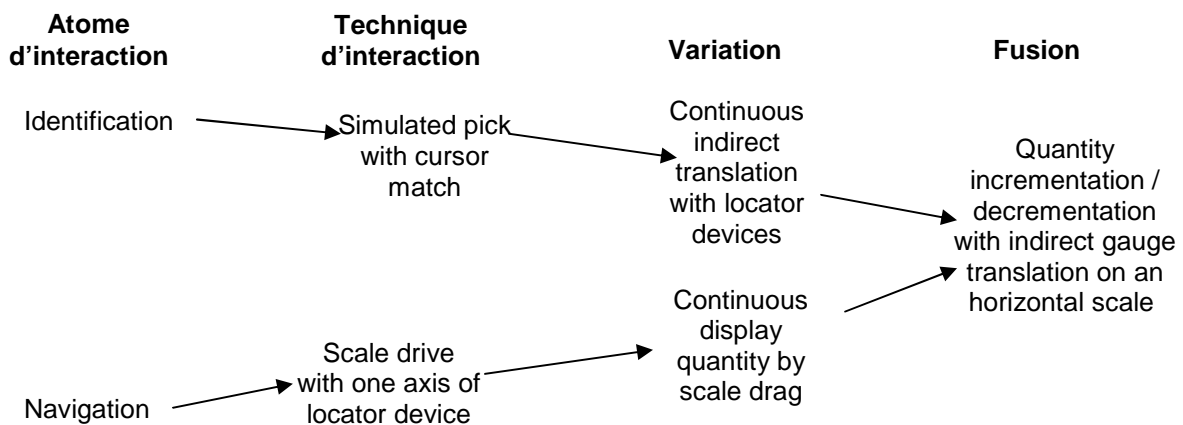 Atome
d’interaction
Technique
d’interaction
Variation
Fusion
Identification
Simulated pick
with cursor
match
Continuous
indirect
translation
with locator
devices
Quantity
incrementation /
decrementation
with indirect gauge
translation on an
horizontal scale
Navigation
Scale drive
with one axis of
locator device
Continuous
display
quantity by
scale drag